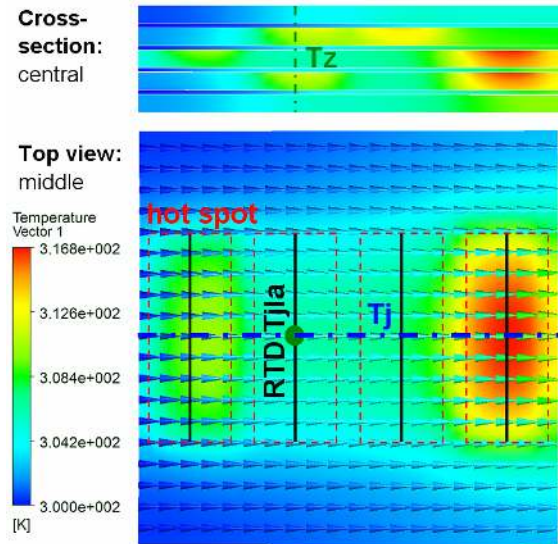 Cross-
section:
central
Tz
Top view:
middle
hot spot
Temperature
Vector 1
3.168e+002
3.126e+002
3.084e+002
3.042e+002
3.000e+002
[K]
RTD Tjla
Tj